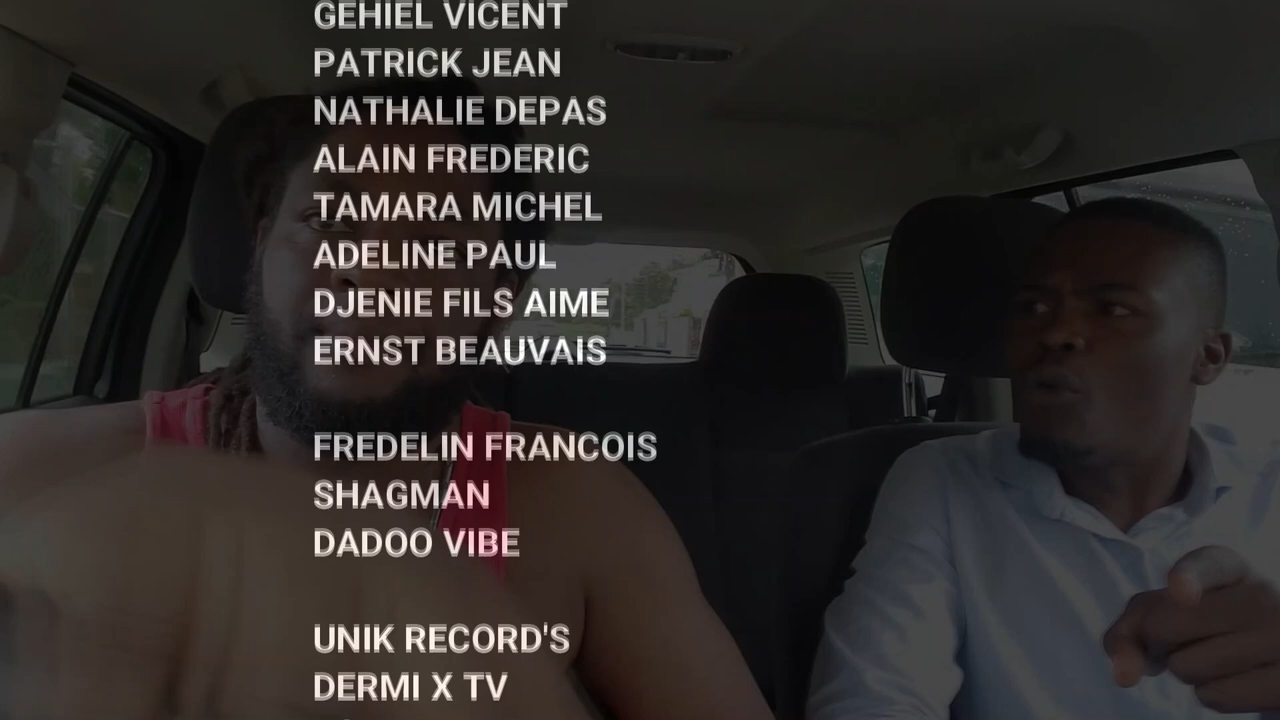 GEHIEL VICENT
PATRICK JEAN
NATHALIE DEPAS
ALAIN FREDERIC
TAMARA MICHEL
ADELINE PAUL
DJENIE FILS AIME
ERNST BEAUVAIS
FREDELIN FRANCOIS
SHAGMAN
DADOO VIBE
UNIK RECORD'S
DERMI X TV